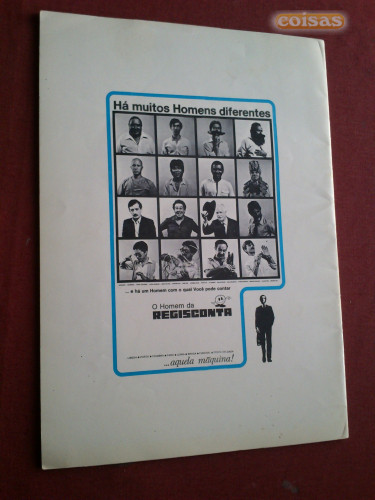 coisas
Há muitos Homens diferentes
... e há um Homem com o qual Você pode contar
O Homem da
REGISCONTA
...aquela máquina!